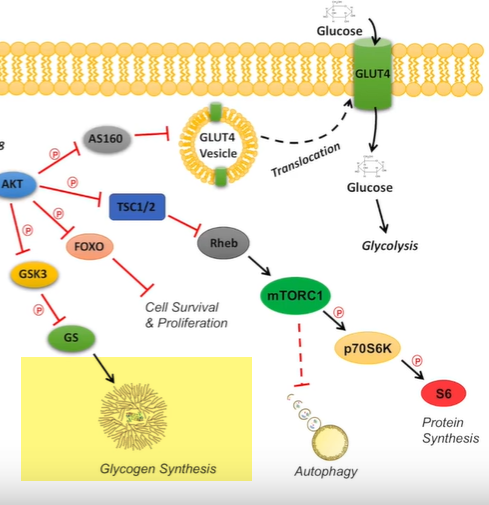 Glucose
GLUT4
8
AS160
GLUT4
Vesicle
Translocation
P
AKT
P
TSC1/2
Glucose
P
P
FOXO
Rheb
Glycolysis
GSK3
mTORC1
Cell Survival
& Proliferation
P
P
GS
p70S6K
P
S6
Protein
Synthesis
Glycogen Synthesis
Autophagy